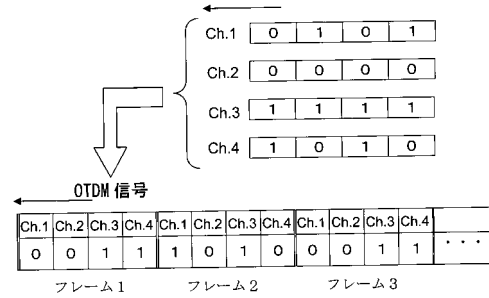 Ch.1 0 1 0 1
Ch.2 0 0 0 0
Ch.3 1 1 1 1
Ch.4 1 0 1 0
OTDM 信号
Ch.1 Ch.2 Ch.3 Ch.4 Ch.1 Ch.2 Ch.3 Ch.4 Ch.1 Ch.2 Ch.3 Ch.4
0 0 1 1 1 0 1 0 0 0 1 1 ・・・
フレーム1 フレーム2 フレーム3